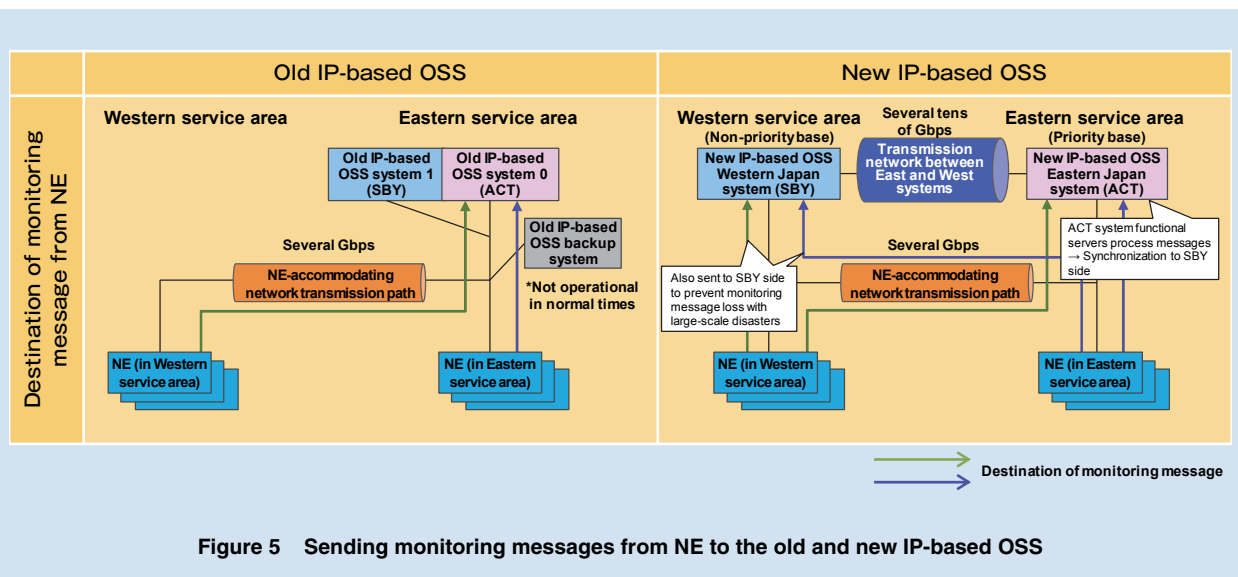 Old IP-based OSS
New IP-based OSS
Destination of monitoring
message from NE
Western service area
Eastern service area
Old IP-based
OSS system 1
(SBY)
Old IP-based
OSS system 0
(ACT)
Old IP-based
OSS backup
system
*Not operational
in normal times
Several Gbps
NE-accommodating
network transmission path
NE (in Western
service area)
NE (in Eastern
service area)
Western service area
(Non-priority base)
New IP-based OSS
Western Japan
system (SBY)
Several tens
of Gbps
Transmission
network between
East and West
systems
Eastern service area
(Priority base)
New IP-based OSS
Eastern Japan
system (ACT)
ACT system functional
servers process messages
→ Synchronization to SBY
side
Several Gbps
NE-accommodating
network transmission path
Also sent to SBY side
to prevent monitoring
message loss with
large-scale disasters
NE (in Western
service area)
NE (in Eastern
service area)
Destination of monitoring message
Figure 5 Sending monitoring messages from NE to the old and new IP-based OSS